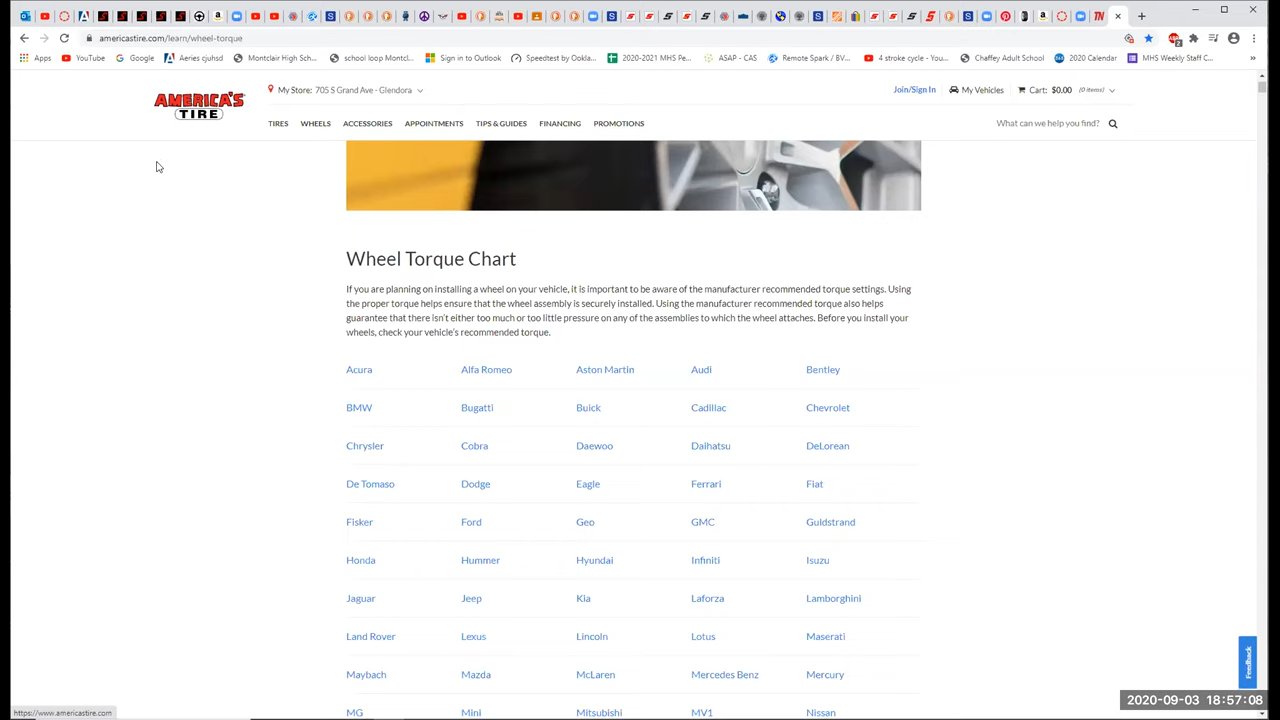 americastire.com/learn/wheel-torque
Apps YouTube Google Aeries cjuhsd Montclair High Sch... school loop Montcl... Sign in to Outlook Speedtest by Ookla... 2020-2021 MHS Pe... ASAP - CAS Remote Spark / BV... 4 stroke cycle - You... Chaffey Adult School 2020 Calendar MHS Weekly Staff C... »
AMERICA'S
TIRE
My Store: 705 S Grand Ave - Glendora
Join/Sign In My Vehicles Cart: $0.00 (0 items)
TIRES WHEELS ACCESSORIES APPOINTMENTS TIPS & GUIDES FINANCING PROMOTIONS
What can we help you find?
Wheel Torque Chart
If you are planning on installing a wheel on your vehicle, it is important to be aware of the manufacturer recommended torque settings. Using
the proper torque helps ensure that the wheel assembly is securely installed. Using the manufacturer recommended torque also helps
guarantee that there isn't either too much or too little pressure on any of the assemblies to which the wheel attaches. Before you install your
wheels, check your vehicle's recommended torque.
Acura Alfa Romeo Aston Martin Audi Bentley
BMW Bugatti Buick Cadillac Chevrolet
Chrysler Cobra Daewoo Daihatsu DeLorean
De Tomaso Dodge Eagle Ferrari Fiat
Fisker Ford Geo GMC Guldstrand
Honda Hummer Hyundai Infiniti Isuzu
Jaguar Jeep Kia Laforza Lamborghini
Land Rover Lexus Lincoln Lotus Maserati
Maybach Mazda McLaren Mercedes Benz Mercury
MG Mini Mitsubishi MV1 Nissan
Feedback
2020-09-03 18:57:08
https://www.americastire.com